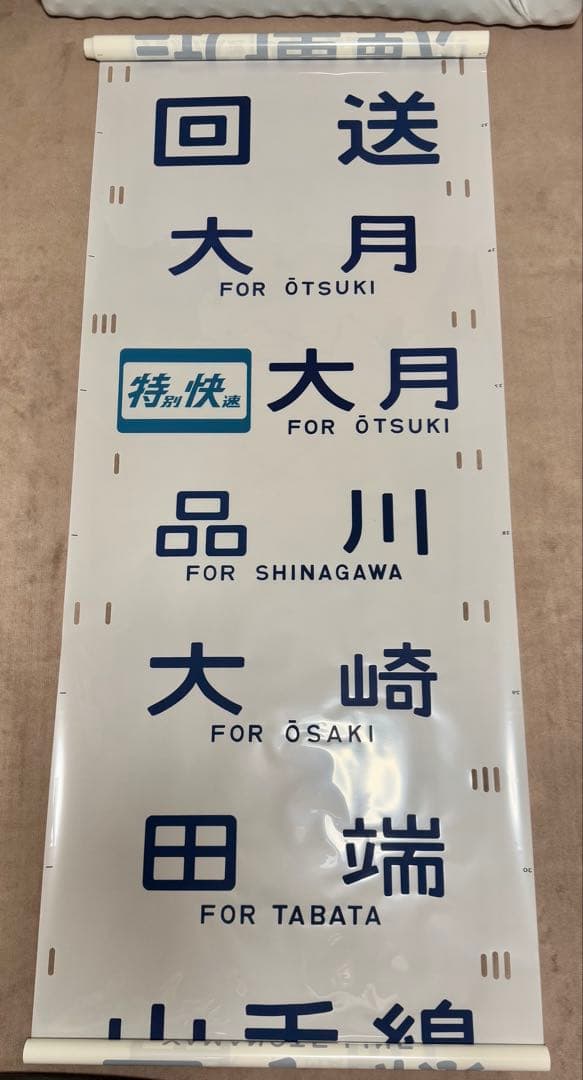 回送
大月
FOR ŌTSUKI
特別快速 大月
FOR ŌTSUKI
品川
FOR SHINAGAWA
大崎
FOR ŌSAKI
田端
FOR TABATA
山手線